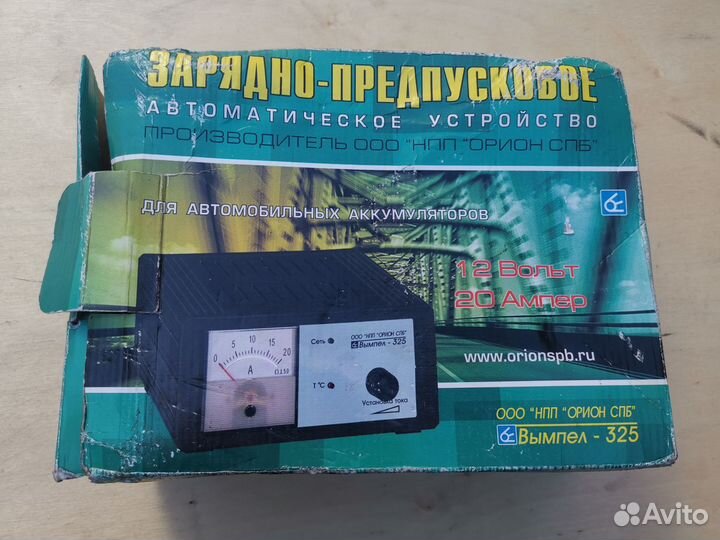 ЗАРЯДНО-ПРЕДПУСКОВОЕ
АВТОМАТИЧЕСКОЕ УСТРОЙСТВО
ПРОИЗВОДИТЕЛЬ ООО "НПП "ОРИОН СПБ"
ДЛЯ АВТОМОБИЛЬНЫХ АККУМУЛЯТОРОВ
12 Вольт
20 Ампер
www.orionspb.ru
ООО "НПП "ОРИОН СПБ"
Вымпел - 325
0 5 10 15 20
A
Сеть
ООО "НПП "ОРИОН СПБ"
Вымпел - 325
t°C
Установка тока
Avito